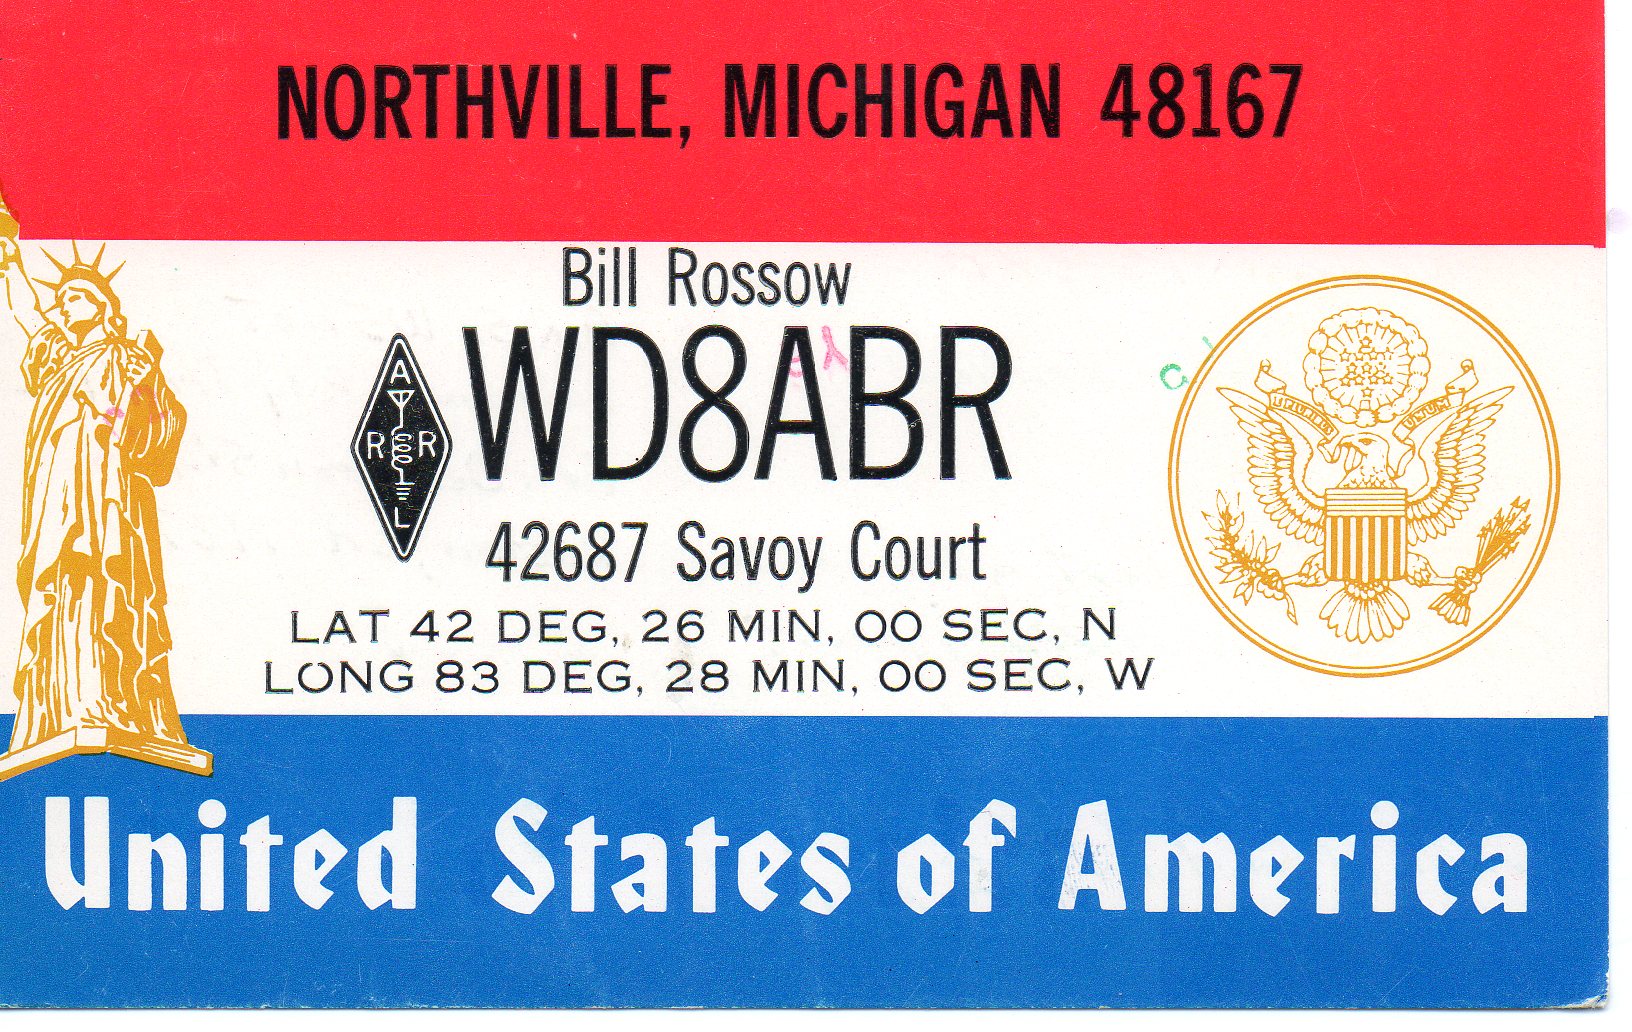 NORTHVILLE, MICHIGAN 48167
Bill Rossow
WD8ABR
A
R R
L
42687 Savoy Court
LAT 42 DEG, 26 MIN, 00 SEC, N
LONG 83 DEG, 28 MIN, 00 SEC, W
United States of America